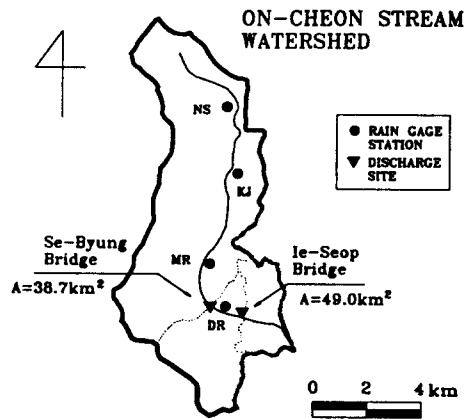 ON-CHEON STREAM
WATERSHED
NS
RAIN GAGE
STATION
DISCHARGE
SITE
KJ
Se-Byung
Bridge
A=38.7km²
MR
Ie-Seop
Bridge
A=49.0km²
DR
0 2 4 km